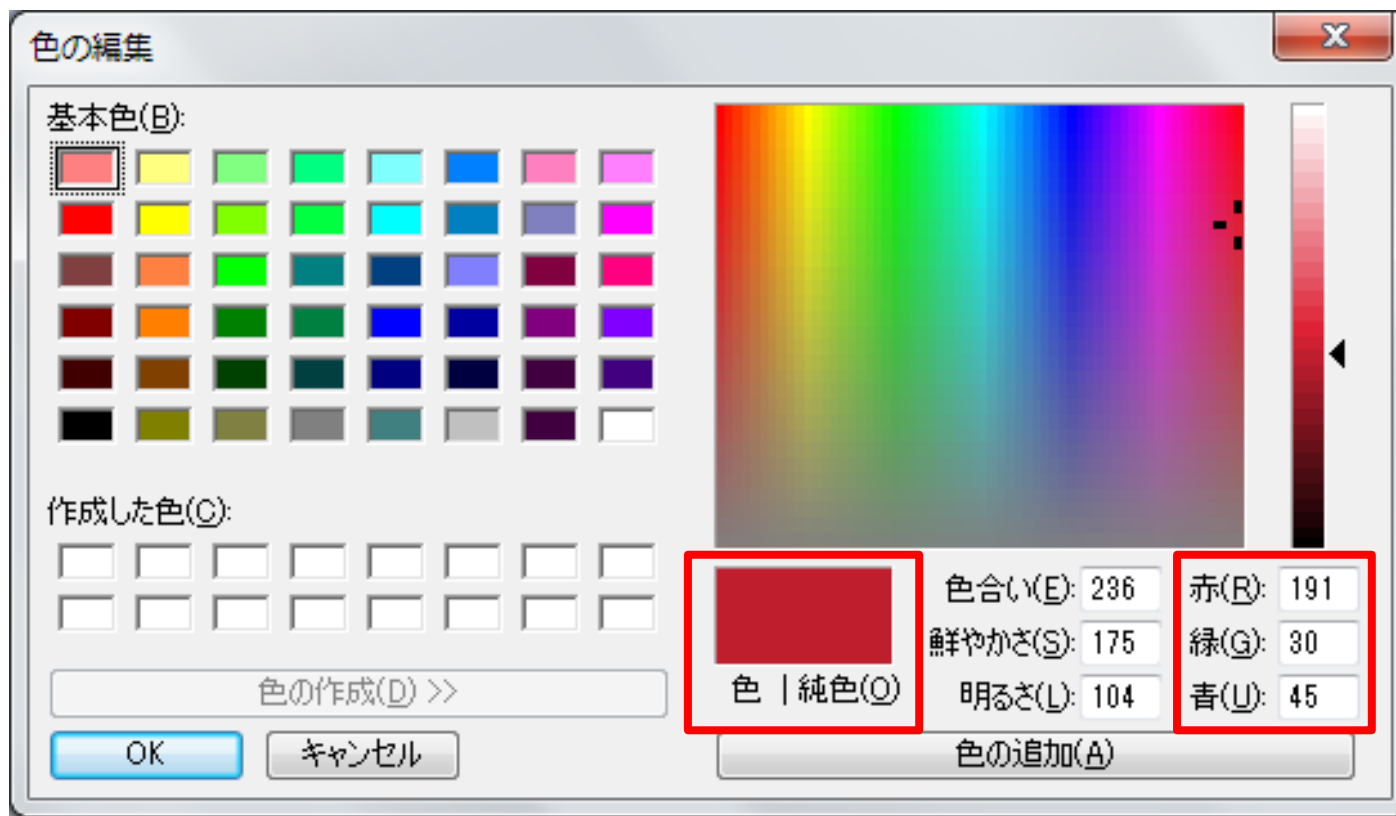 色の編集
基本色(B):
作成した色(C):
色の作成(D) >>
OK
キャンセル
色 | 純色(O)
色合い(E): 236
鮮やかさ(S): 175
明るさ(L): 104
赤(R): 191
緑(G): 30
青(U): 45
色の追加(A)